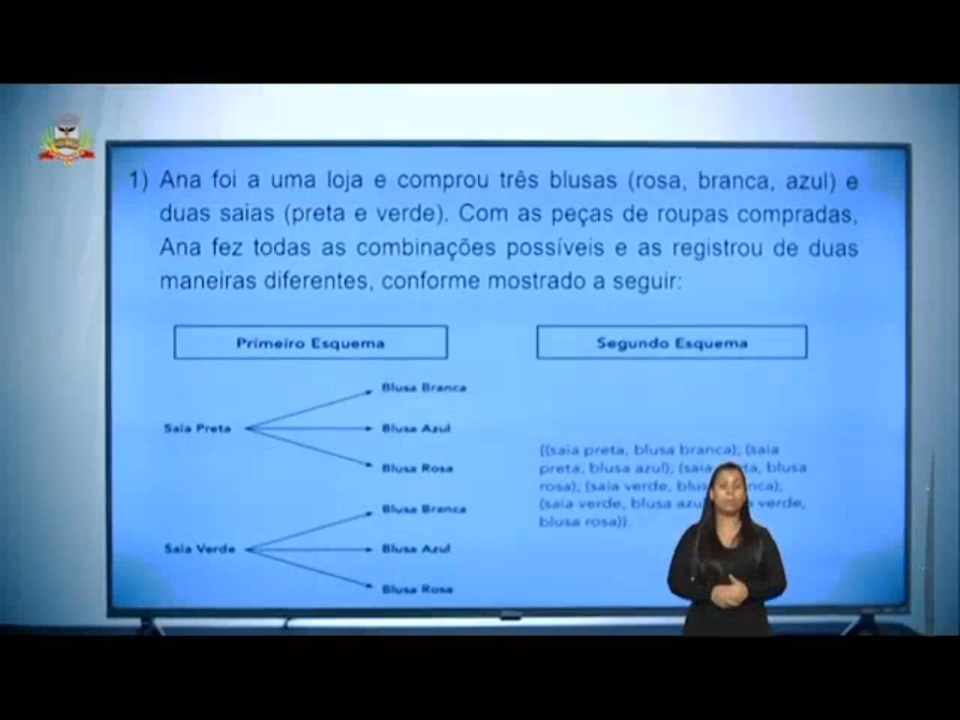 1) Ana foi a uma loja e comprou três blusas (rosa, branca, azul) e
duas saias (preta e verde). Com as peças de roupas compradas,
Ana fez todas as combinações possíveis e as registrou de duas
maneiras diferentes, conforme mostrado a seguir:
Primeiro Esquema
Saia Preta
Blusa Branca
Blusa Azul
Blusa Rosa
Saia Verde
Blusa Branca
Blusa Azul
Blusa Rosa
Segundo Esquema
{(saia preta, blusa branca); (saia
preta, blusa azul); (saia blusa
rosa); (saia verde,
(saia verde, blusa verde,
blusa rosa)}